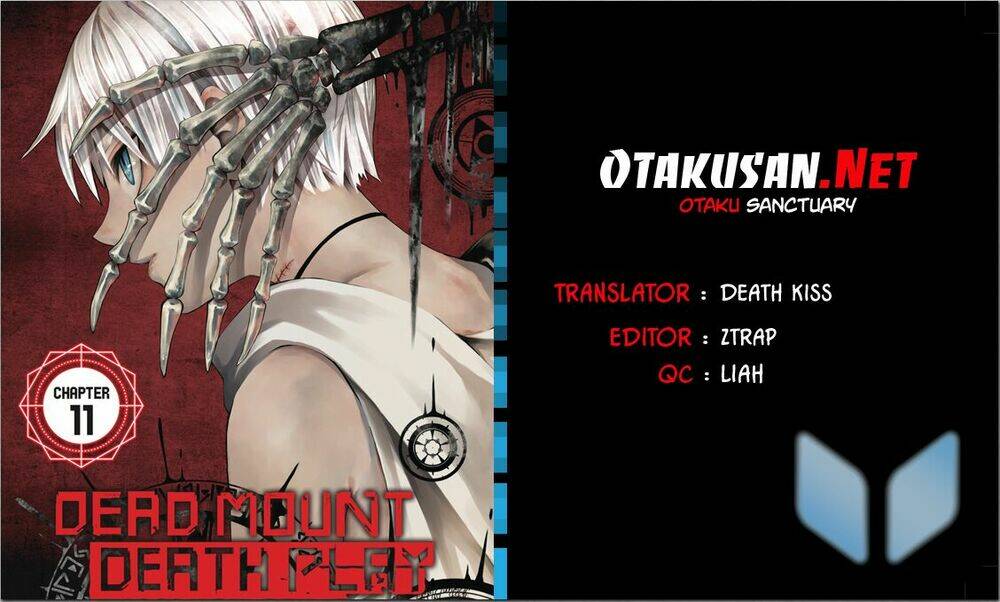 CHAPTER
11
DEAD MOUNT
DEATH PLAY
OTAKUSAN.NET
OTAKU SANCTUARY
TRANSLATOR : DEATH KISS
EDITOR : ZTRAP
QC : LIAH